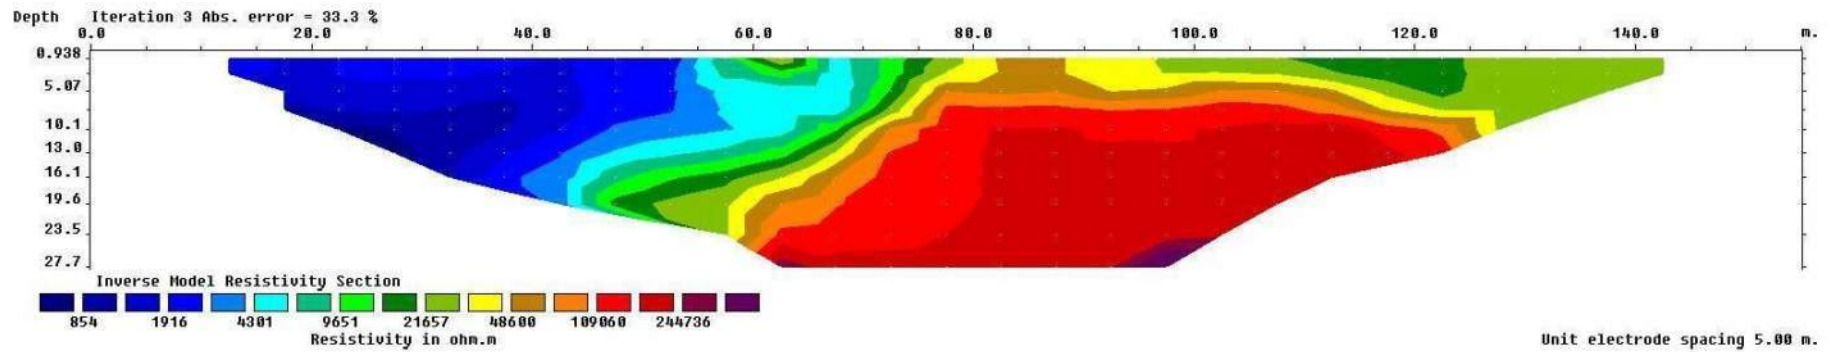 Depth Iteration 3 Abs. error = 33.3 %
0.0 20.0 40.0 60.0 80.0 100.0 120.0 140.0 m.
0.938
5.07
10.1
13.0
16.1
19.6
23.5
27.7
Inverse Model Resistivity Section
854 1916 4301 9651 21657 48600 109060 244736
Resistivity in ohm.m
Unit electrode spacing 5.00 m.